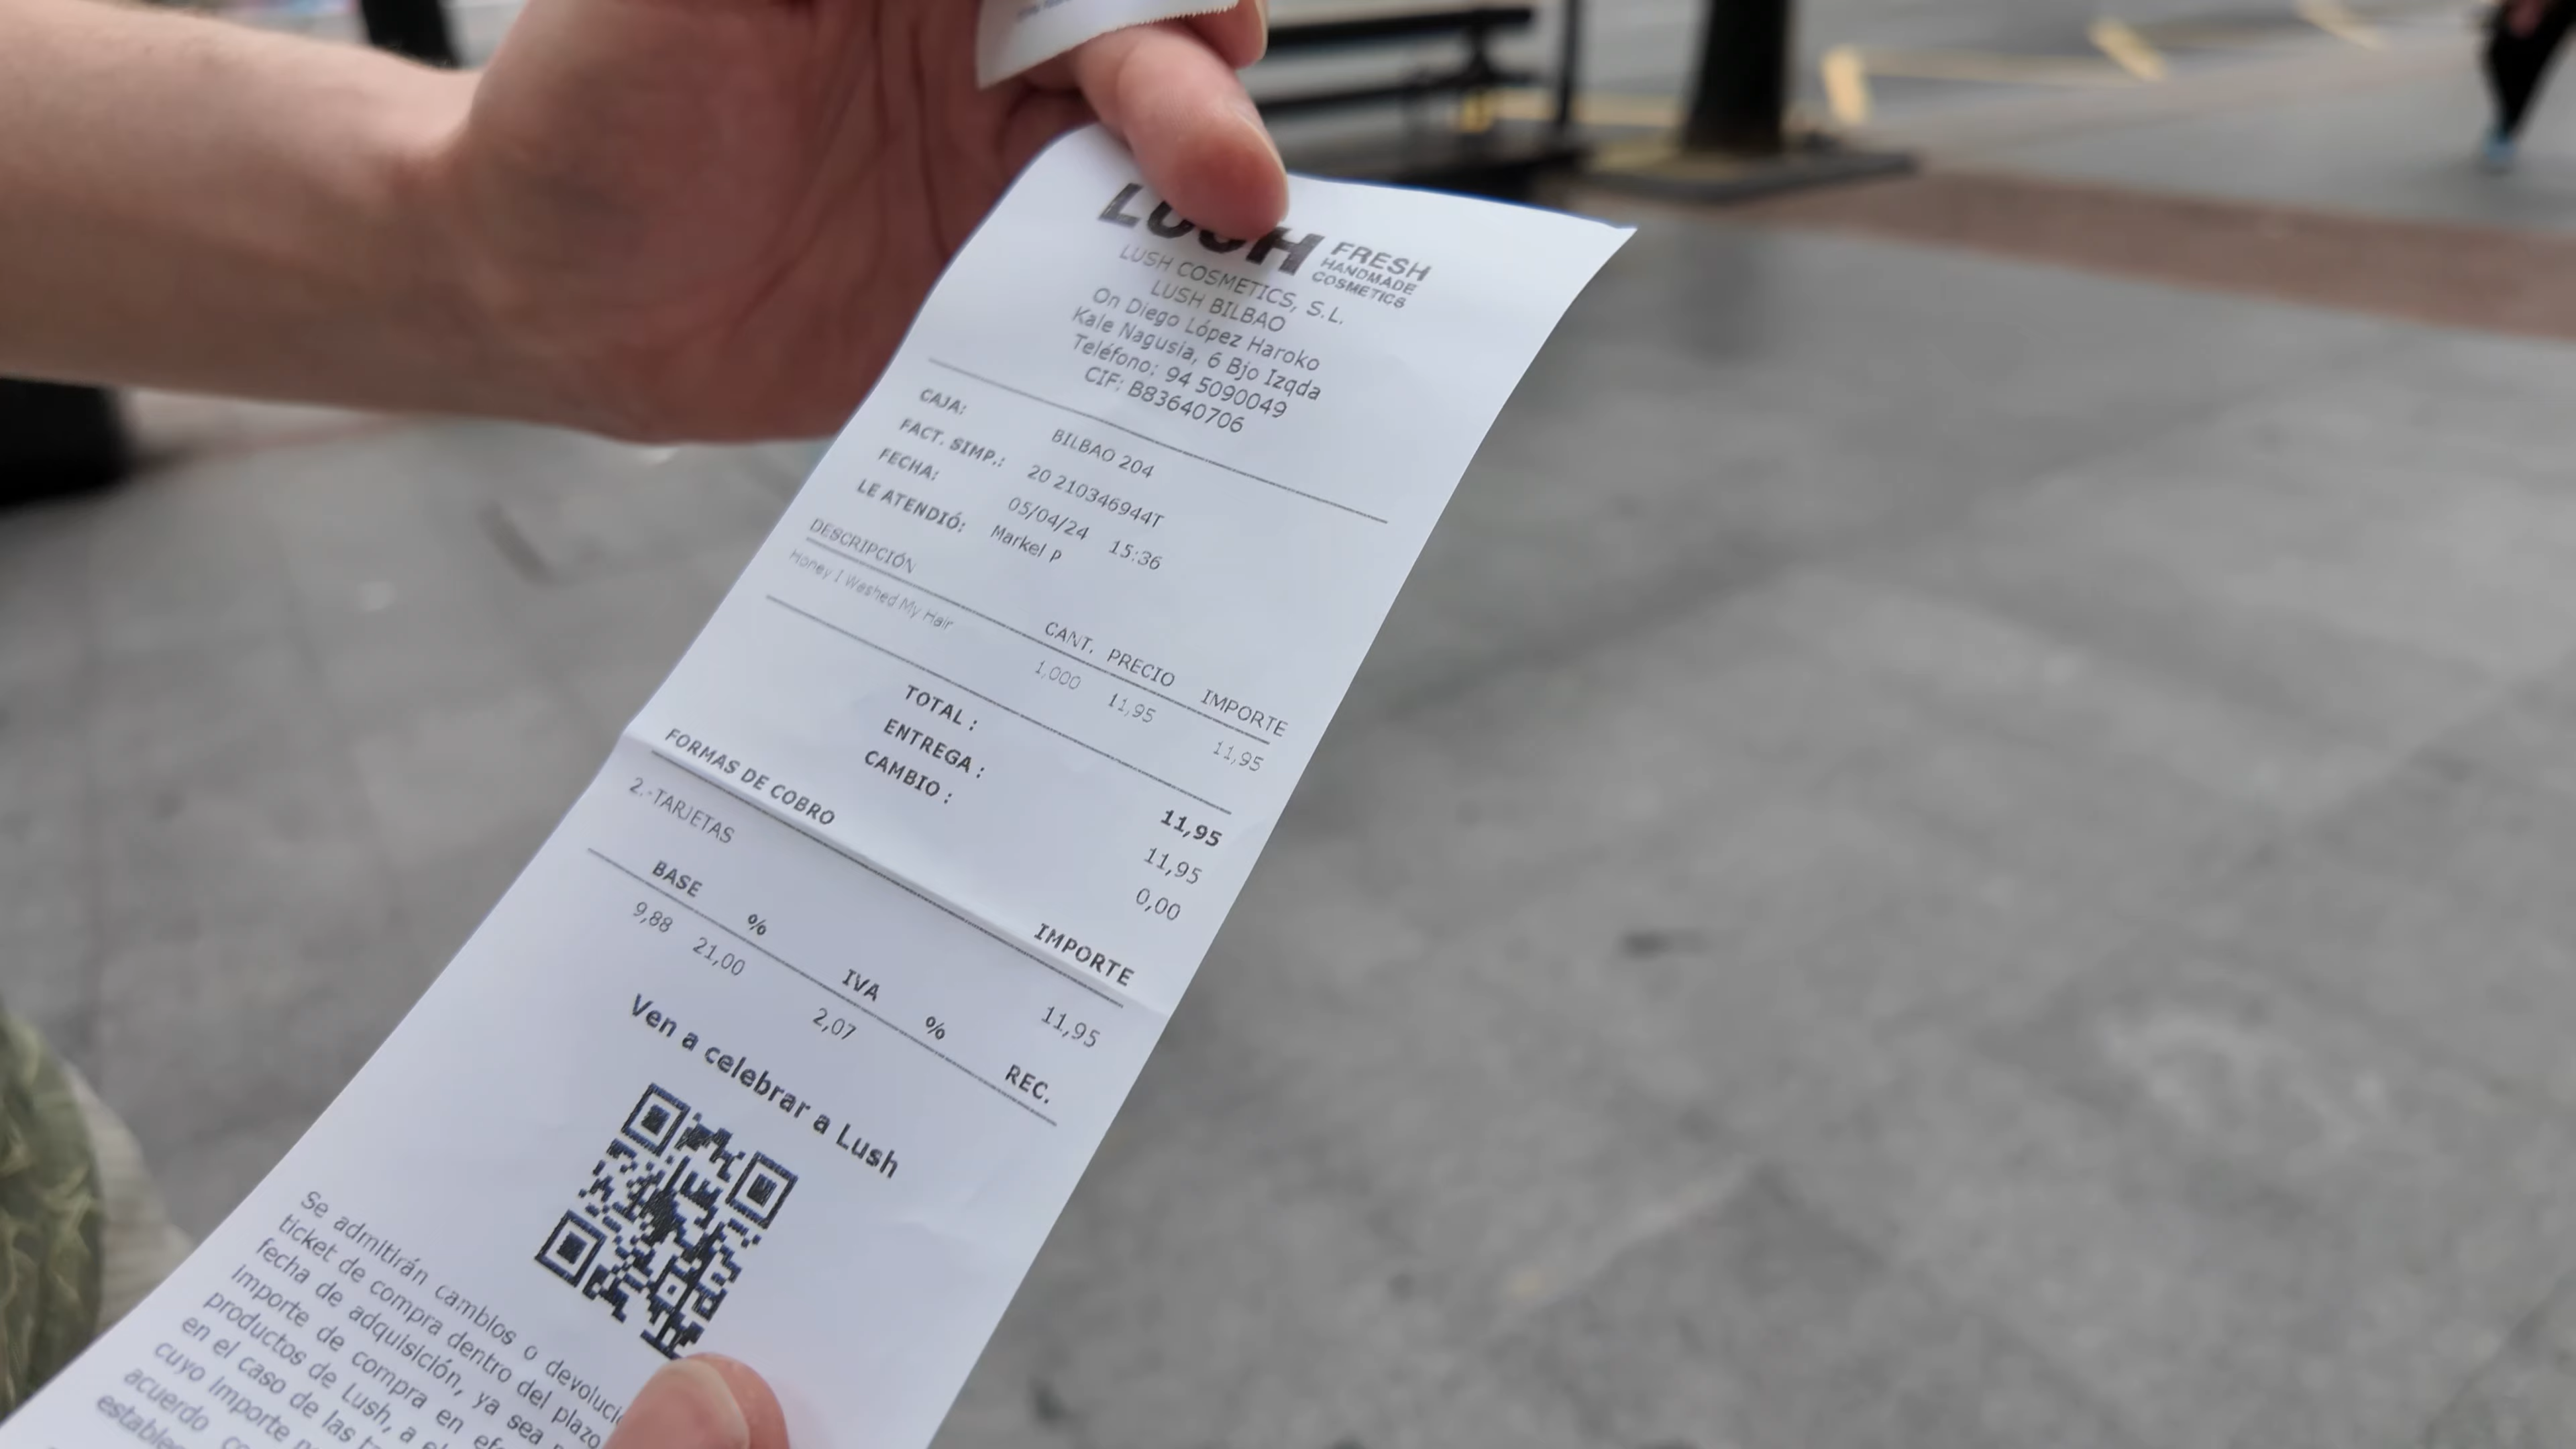 LUSH FRESH
HANDMADE
COSMETICS
LUSH COSMETICS, S.L.
LUSH BILBAO
On Diego López Haroko
Kale Nagusia, 6 Bjo Izqda
Teléfono: 94 5090049
CIF: B83640706
CAJA: BILBAO 204
FACT. SIMP.: 20 210346944T
FECHA: 05/04/24 15:36
LE ATENDIÓ: Markel P
DESCRIPCIÓN CANT. PRECIO IMPORTE
Honey I Washed My Hair 1,000 11,95 11,95
TOTAL : 11,95
ENTREGA : 11,95
CAMBIO : 0,00
FORMAS DE COBRO IMPORTE
2.-TARJETAS 11,95
BASE % IVA % REC.
9,88 21,00 2,07
Ven a celebrar a Lush
Se admitirán cambios o
ticket de compra dentro del plazo
fecha de adquisición, ya sea
importe de compra en
productos de Lush, a
en el caso de las
cuyo importe
acuerdo